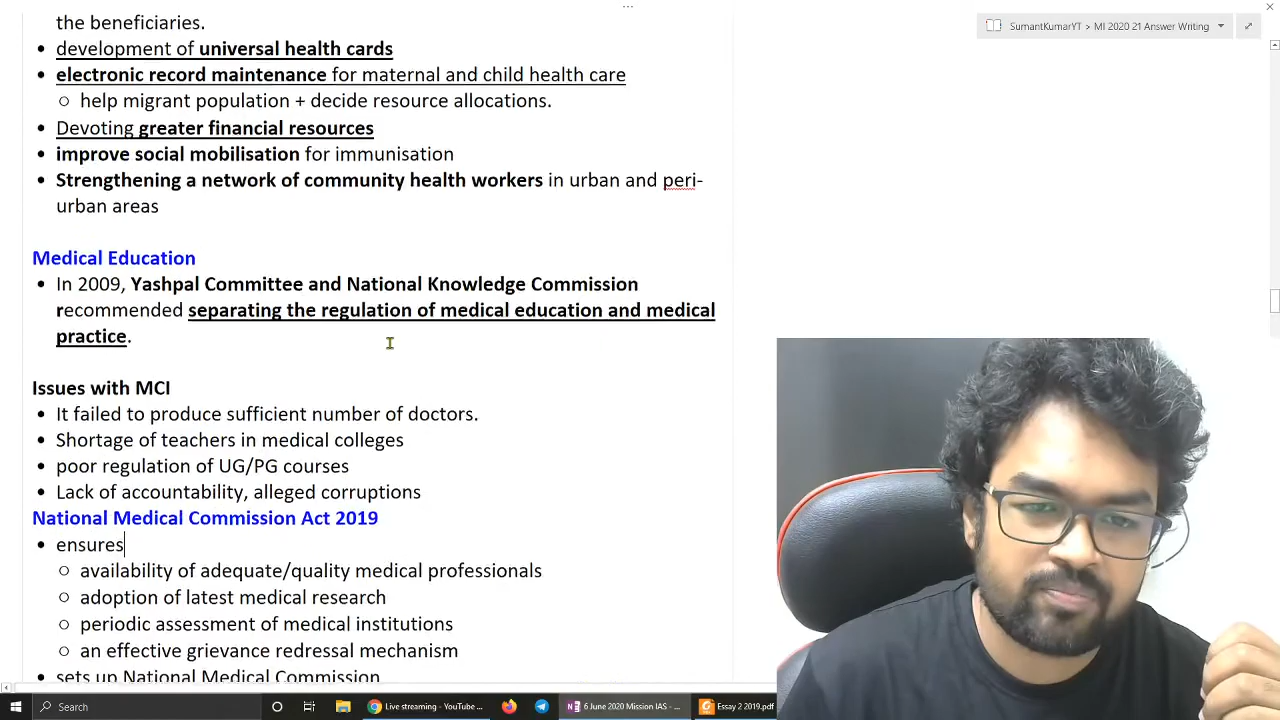 the beneficiaries.
SumantKumarYT > MI 2020 21 Answer Writing
• development of universal health cards
• electronic record maintenance for maternal and child health care
○ help migrant population + decide resource allocations.
• Devoting greater financial resources
• improve social mobilisation for immunisation
• Strengthening a network of community health workers in urban and peri-
urban areas
Medical Education
• In 2009, Yashpal Committee and National Knowledge Commission
recommended separating the regulation of medical education and medical
practice.
Issues with MCI
• It failed to produce sufficient number of doctors.
• Shortage of teachers in medical colleges
• poor regulation of UG/PG courses
• Lack of accountability, alleged corruptions
National Medical Commission Act 2019
• ensures
○ availability of adequate/quality medical professionals
○ adoption of latest medical research
○ periodic assessment of medical institutions
○ an effective grievance redressal mechanism
• sets up National Medical Commission
Search
Live streaming - YouTube ...
6 June 2020 Mission IAS - ...
Essay 2 2019.pdf